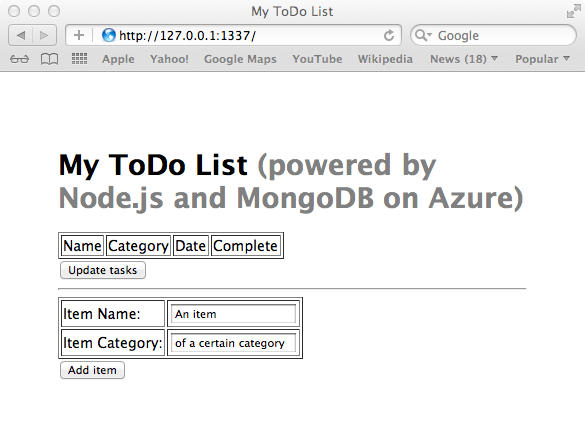 My ToDo List
http://127.0.0.1:1337/
Google
Apple Yahoo! Google Maps YouTube Wikipedia News (18) Popular
My ToDo List (powered by
Node.js and MongoDB on Azure)
Name Category Date Complete
Update tasks
Item Name: An item
Item Category: of a certain category
Add item